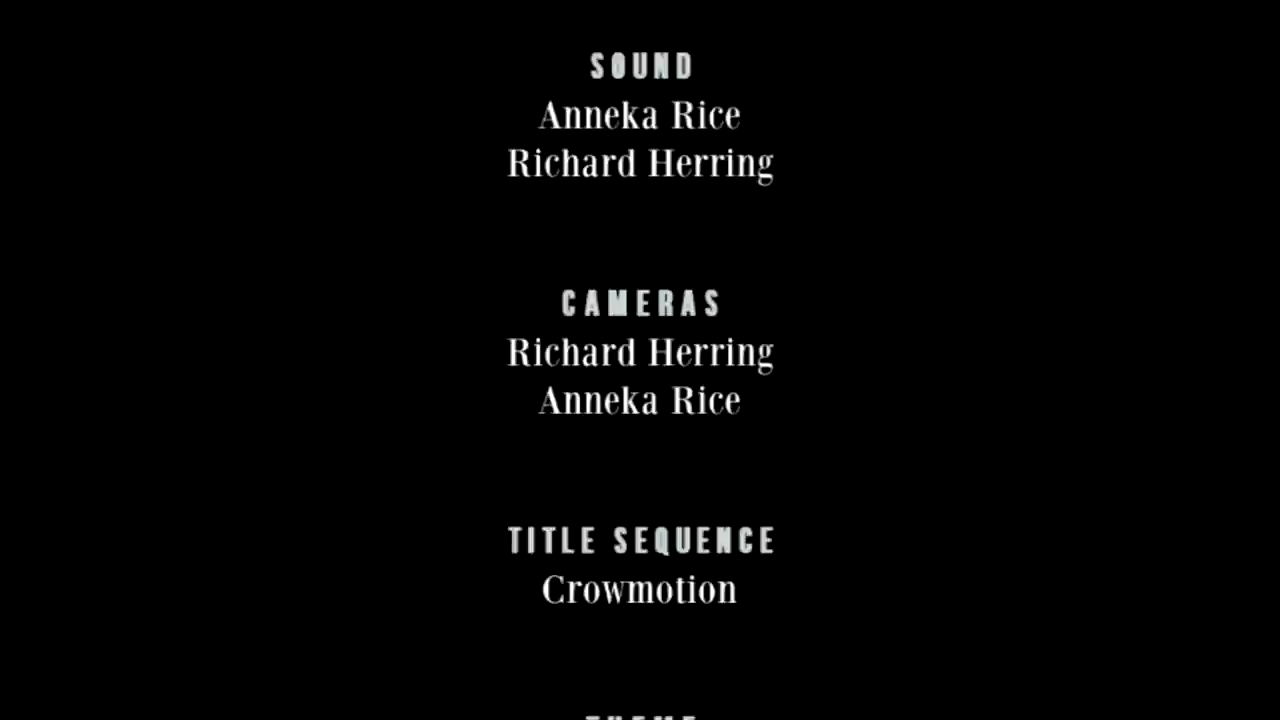 SOUND
Anneka Rice
Richard Herring
CAMERAS
Richard Herring
Anneka Rice
TITLE SEQUENCE
Crowmotion